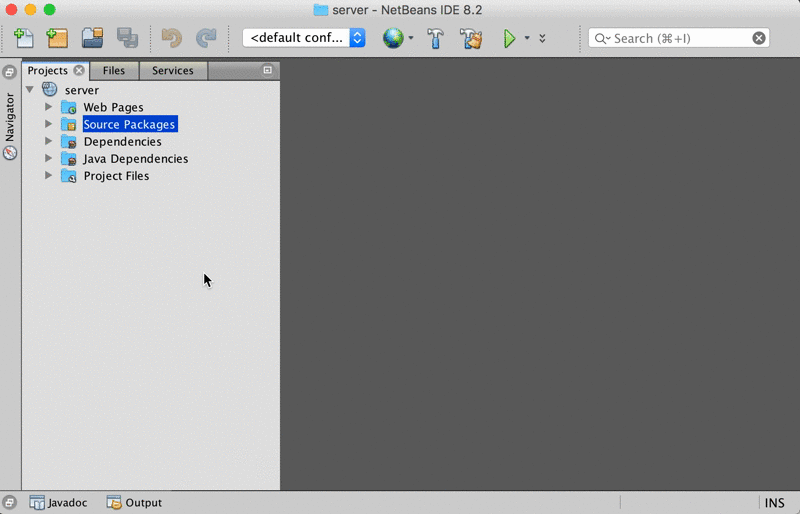 server - NetBeans IDE 8.2
<default conf...
Search (⌘+I)
Projects
Files
Services
Navigator
server
Web Pages
Source Packages
Dependencies
Java Dependencies
Project Files
Javadoc
Output
INS